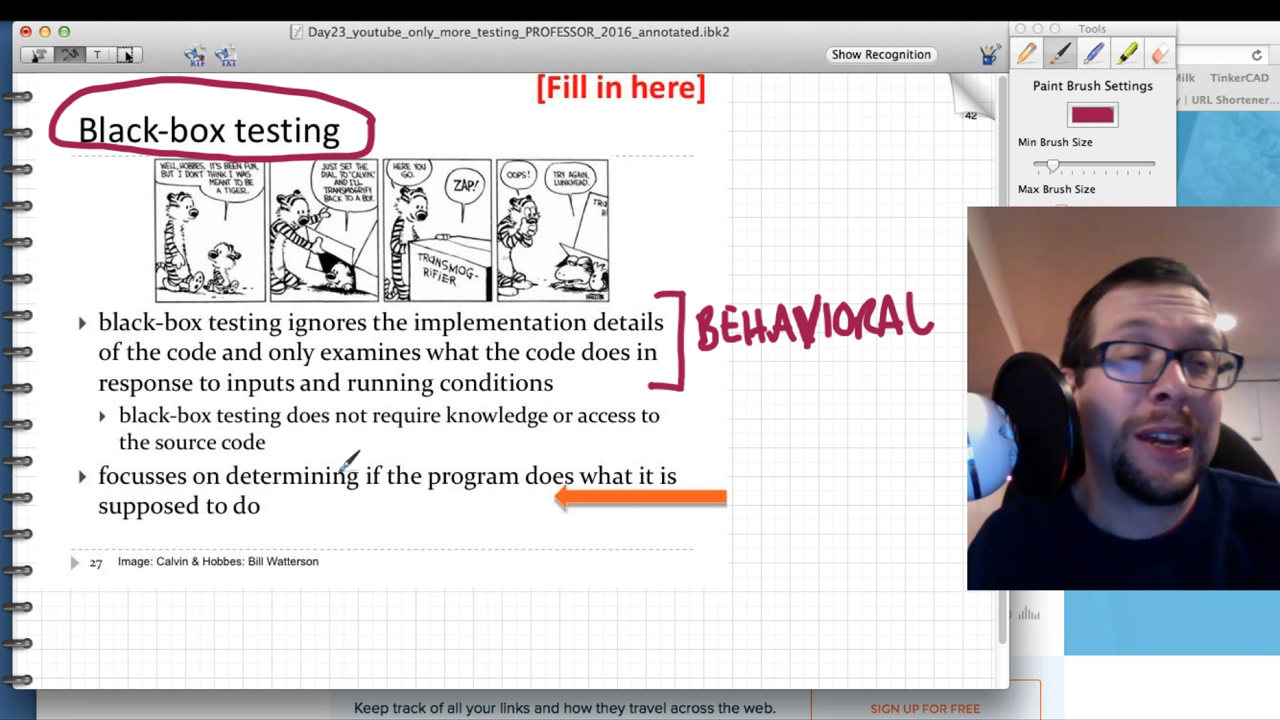 Day23_youtube_only_more_testing_PROFESSOR_2016_annotated.ibk2
Tools
T
RTF
TXT
Show Recognition
[Fill in here]
42
Black-box testing
WELL, HOBBES, IT'S BEEN FUN,
BUT I DON'T THINK I WAS
MEANT TO BE
A TIGER.
JUST SET THE
DIAL TO "CALVIN,"
AND I'LL
TRANSMOGRIFY
BACK TO A BOY.
HERE YOU
GO.
ZAP!
TRANSMOG-
RIFIER
OOPS!
TRY AGAIN,
LUNKHEAD.
black-box testing ignores the implementation details
of the code and only examines what the code does in
response to inputs and running conditions
BEHAVIORAL
black-box testing does not require knowledge or access to
the source code
focusses on determining if the program does what it is
supposed to do
27 Image: Calvin & Hobbes: Bill Watterson
Paint Brush Settings
Min Brush Size
Max Brush Size
Milk TinkerCAD
| URL Shortener...
Keep track of all your links and how they travel across the web.
SIGN UP FOR FREE